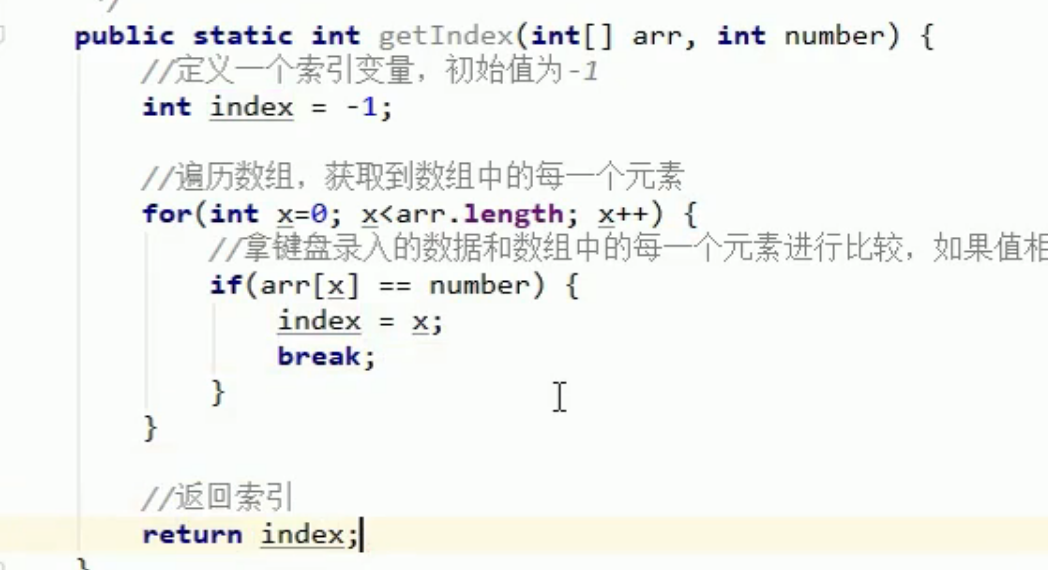 */
public static int getIndex(int[] arr, int number) {
//定义一个索引变量，初始值为-1
int index = -1;
//遍历数组，获取到数组中的每一个元素
for(int x=0; x<arr.length; x++) {
//拿键盘录入的数据和数组中的每一个元素进行比较，如果值相
if(arr[x] == number) {
index = x;
break;
}
}
//返回索引
return index;
}